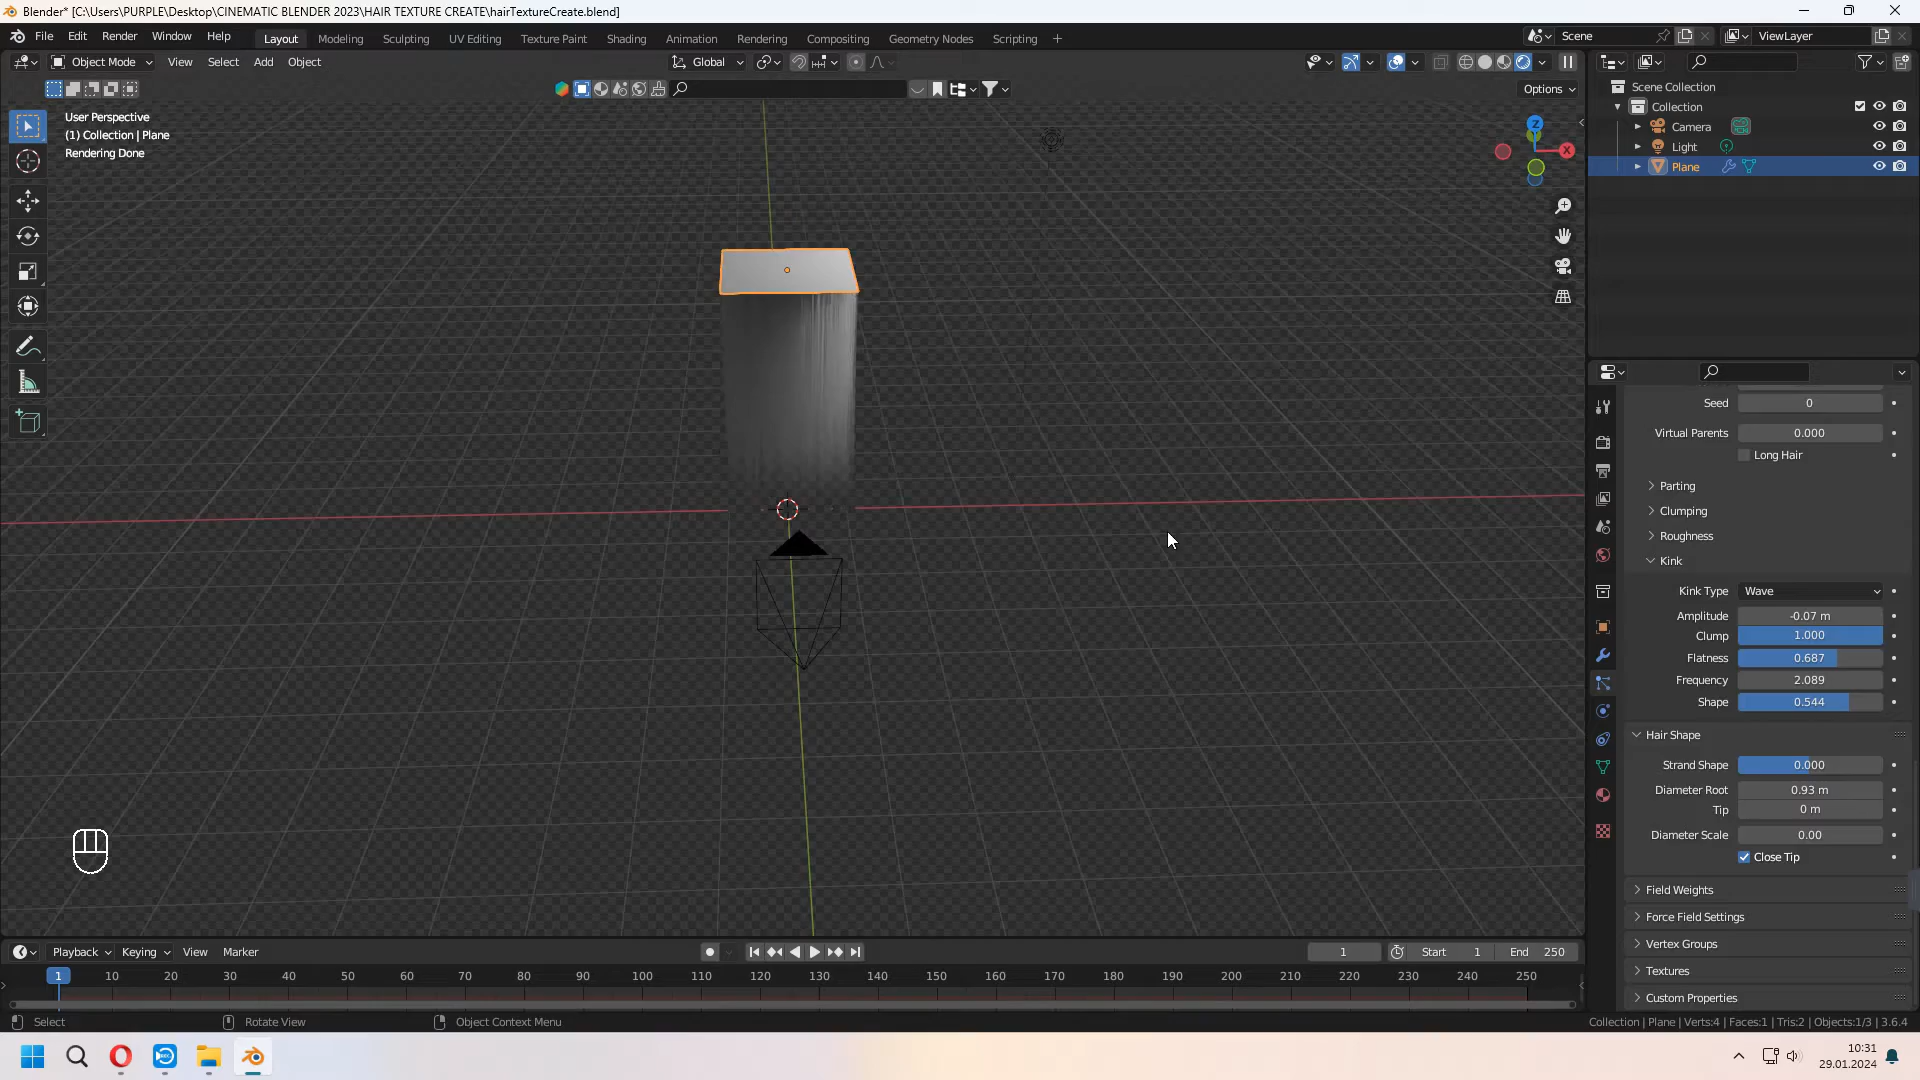 Blender* [C:\Users\PURPLE\Desktop\CINEMATIC BLENDER 2023\HAIR TEXTURE CREATE\hairTextureCreate.blend]
File Edit Render Window Help
Layout Modeling Sculpting UV Editing Texture Paint Shading Animation Rendering Compositing Geometry Nodes Scripting +
Scene
ViewLayer
Object Mode View Select Add Object
Global
Options
User Perspective
(1) Collection | Plane
Rendering Done
Z
X
Scene Collection
Collection
Camera
Light
Plane
Seed 0
Virtual Parents 0.000
Long Hair
Parting
Clumping
Roughness
Kink
Kink Type Wave
Amplitude -0.07 m
Clump 1.000
Flatness 0.687
Frequency 2.089
Shape 0.544
Hair Shape
Strand Shape 0.000
Diameter Root 0.93 m
Tip 0 m
Diameter Scale 0.00
Close Tip
Field Weights
Force Field Settings
Vertex Groups
Textures
Custom Properties
Playback Keying View Marker
1 Start 1 End 250
1 10 20 30 40 50 60 70 80 90 100 110 120 130 140 150 160 170 180 190 200 210 220 230 240 250
Select Rotate View Object Context Menu
Collection | Plane | Verts:4 | Faces:1 | Tris:2 | Objects:1/3 | 3.6.4
REC
10:31
29.01.2024